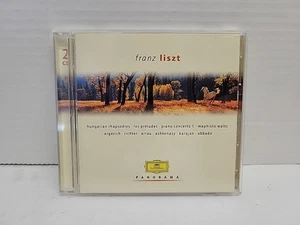 2
CD
franz liszt
hungarian rhapsodies · les préludes · piano concerto 1 · mephisto waltz
argerich · richter · arrau · ashkenazy · karajan · abbado
PANORAMA